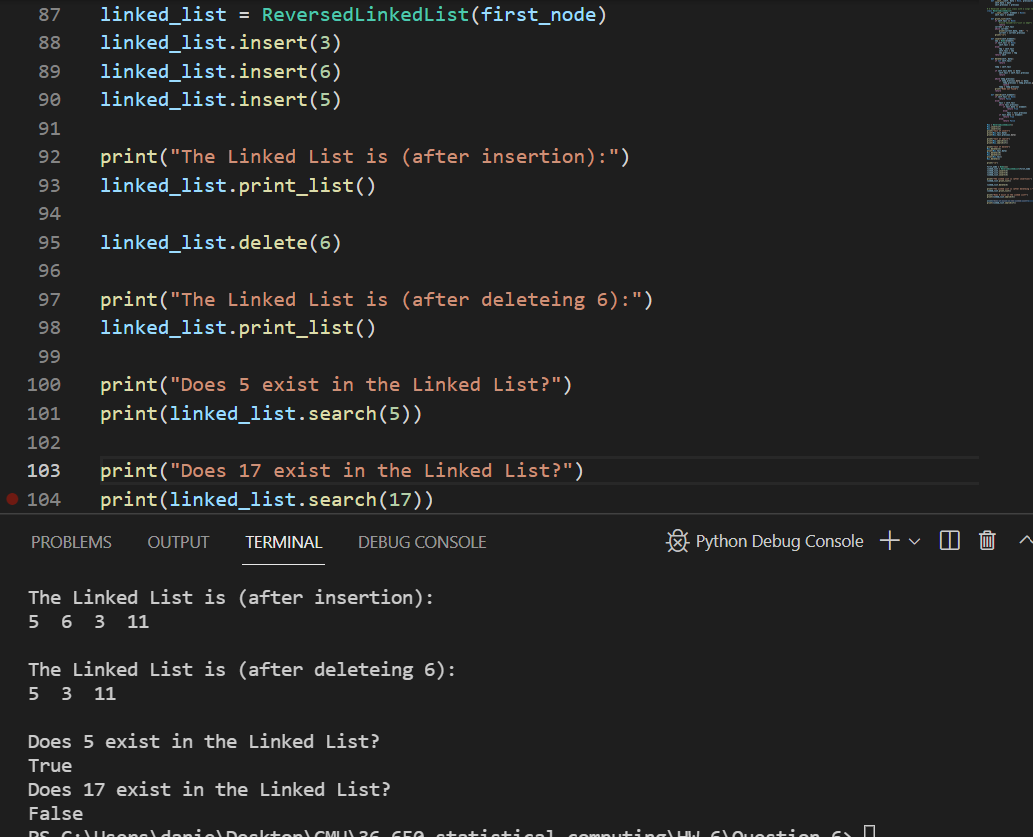 87 linked_list = ReversedLinkedList(first_node)
88 linked_list.insert(3)
89 linked_list.insert(6)
90 linked_list.insert(5)
91
92 print("The Linked List is (after insertion):")
93 linked_list.print_list()
94
95 linked_list.delete(6)
96
97 print("The Linked List is (after deleteing 6):")
98 linked_list.print_list()
99
100 print("Does 5 exist in the Linked List?")
101 print(linked_list.search(5))
102
103 print("Does 17 exist in the Linked List?")
104 print(linked_list.search(17))
PROBLEMS OUTPUT TERMINAL DEBUG CONSOLE Python Debug Console
The Linked List is (after insertion):
5 6 3 11
The Linked List is (after deleteing 6):
5 3 11
Does 5 exist in the Linked List?
True
Does 17 exist in the Linked List?
False
PS C:\Users\danie\Desktop\CMU\36-650 statistical computing\HW 6\Question 6>